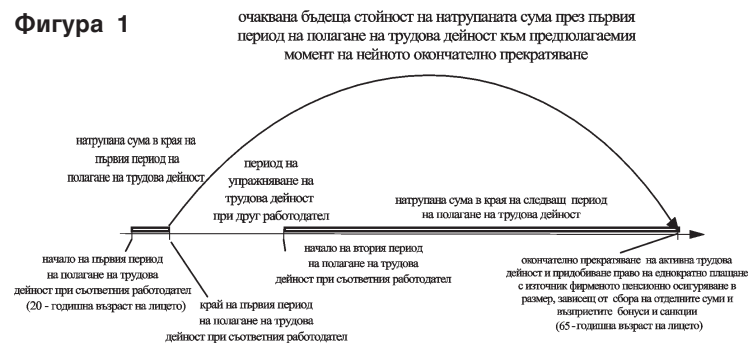 Фигура 1
очаквана бъдеща стойност на натрупаната сума през първия
период на полагане на трудова дейност към предполагаемия
момент на нейното окончателно прекратяване
натрупана сума в края на
първия период на
полагане на трудова дейност
период на
упражняване на
трудова дейност
при друг работодател
натрупана сума в края на следващ период
на полагане на трудова дейност
начало на първия период
на полагане на трудова
дейност при съответния работодател
(20 - годишна възраст на лицето)
край на първия период
на полагане на трудова
дейност при съответния работодател
начало на втория период
на полагане на трудова
дейност при съответния работодател
окончателно прекратяване на активна трудова
дейност и придобиване право на еднократно плащане
с източник фирменото пенсионно осигуряване в
размер, зависещ от сбора на отделните суми и
възприетите бонуси и санкции
(65 - годишна възраст на лицето)